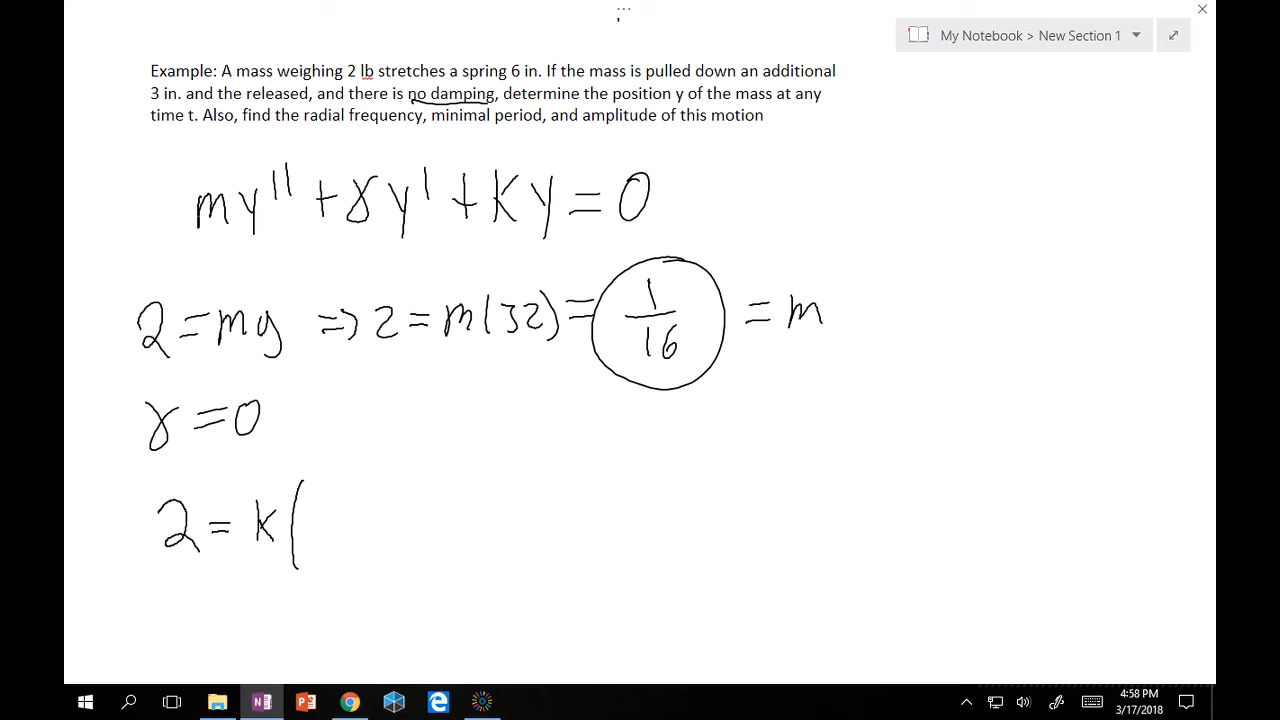 My Notebook > New Section 1
Example: A mass weighing 2 lb stretches a spring 6 in. If the mass is pulled down an additional
3 in. and the released, and there is no damping, determine the position y of the mass at any
time t. Also, find the radial frequency, minimal period, and amplitude of this motion
my'' + γy' + ky = 0
2 = mg ⇒ 2 = m(32) = 1/16 = m
γ = 0
2 = k(
4:58 PM
3/17/2018